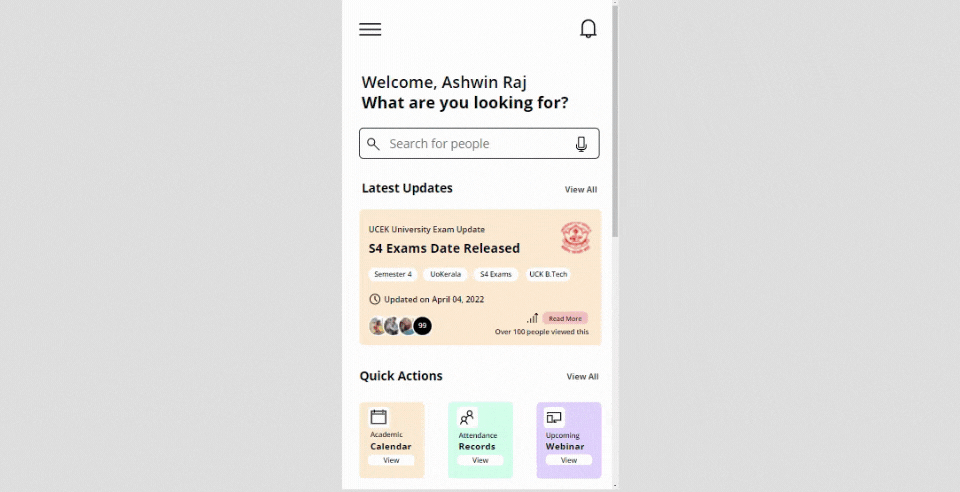 Welcome, Ashwin Raj
What are you looking for?
Search for people
Latest Updates View All
UCEK University Exam Update
S4 Exams Date Released
Semester 4 UoKerala S4 Exams UCK B.Tech
Updated on April 04, 2022
99
Read More
Over 100 people viewed this
Quick Actions View All
Academic
Calendar
View
Attendance
Records
View
Upcoming
Webinar
View